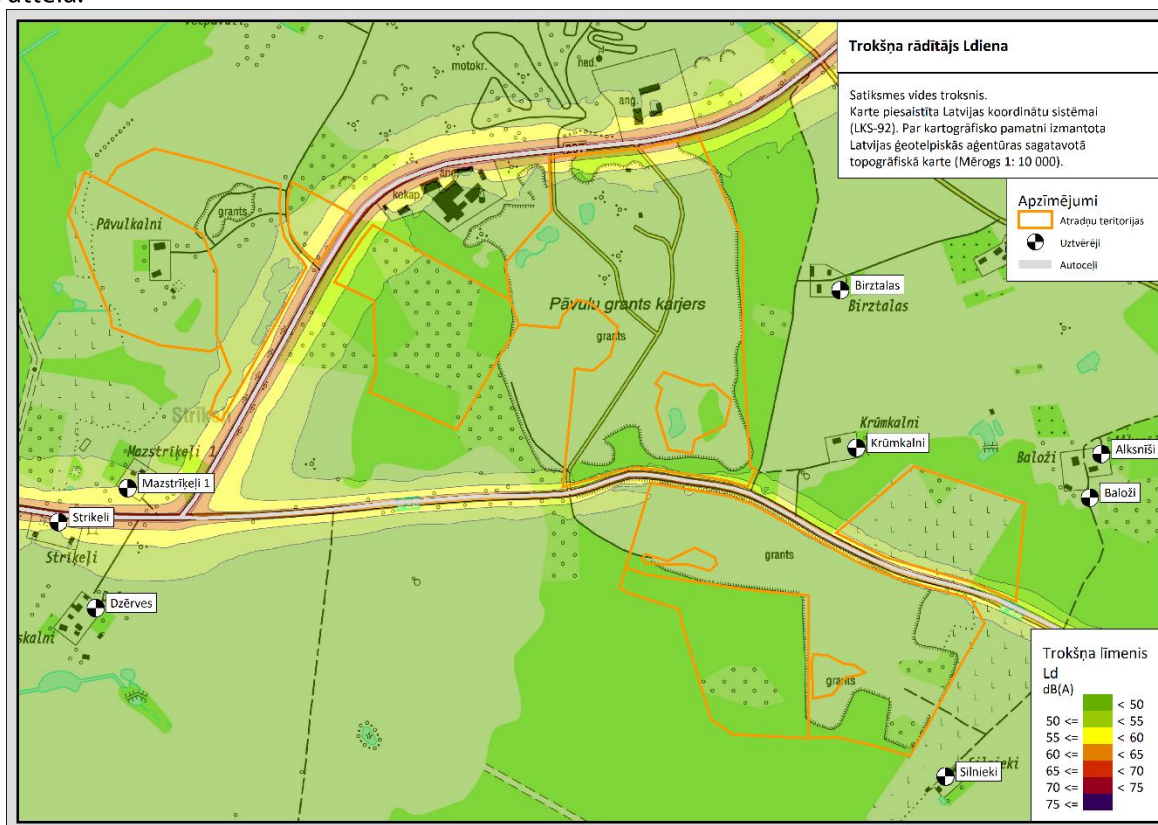 Trokšņa rādītājs Ldiena
Satiksmes vides troksnis.
Karte piesaistīta Latvijas koordinātu sistēmai
(LKS-92). Par kartogrāfisko pamatni izmantota
Latvijas ģeotelpiskās aģentūras sagatavotā
topogrāfiskā karte (Mērogs 1: 10 000).
Apzīmējumi
Atradņu teritorijas
Uztvērēji
Autoceļi
motokr.
ned.
ang.
ang.
kokap.
grants
Pāvulkalni
Pāvulu grants karjers
grants
Birztalas
Birztalas
Krūmkalni
Krūmkalni
Alksnīši
Baloži
Baloži
Mazstrīķeļi 1
Mazstrīķeļi 1
Strīkeli
Strīķeļi
Dzērves
skalni
grants
grants
Silnieki
Silnieki
Trokšņa līmenis
Ld
dB(A)
< 50
50 <= < 55
55 <= < 60
60 <= < 65
65 <= < 70
70 <= < 75
75 <=